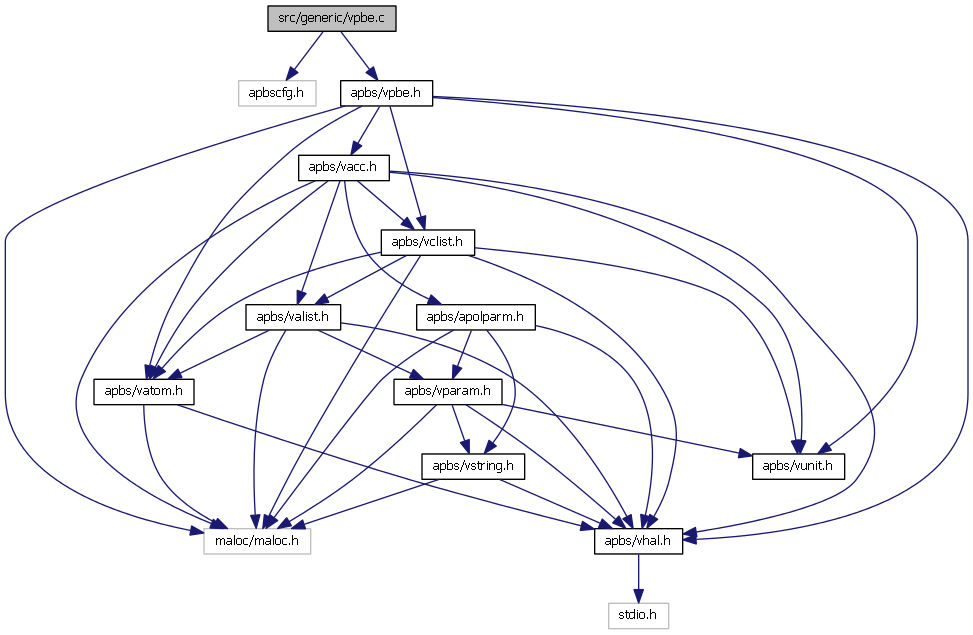 src/generic/vpbe.c
apbscfg.h
apbs/vpbe.h
apbs/vacc.h
apbs/vclist.h
apbs/valist.h
apbs/apolparm.h
apbs/vatom.h
apbs/vparam.h
apbs/vstring.h
apbs/vunit.h
maloc/maloc.h
apbs/vhal.h
stdio.h